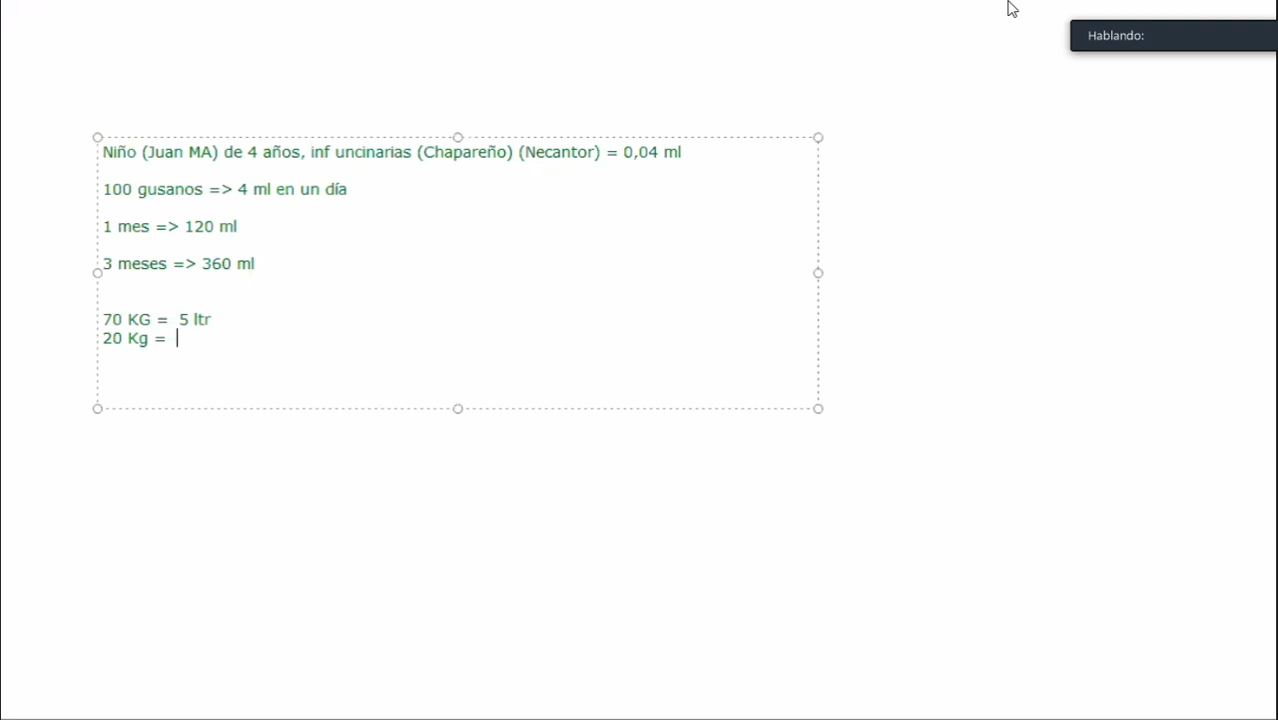 Hablando:
Niño (Juan MA) de 4 años, inf uncinarias (Chapareño) (Necantor) = 0,04 ml
100 gusanos => 4 ml en un día
1 mes => 120 ml
3 meses => 360 ml
70 KG = 5 ltr
20 Kg =